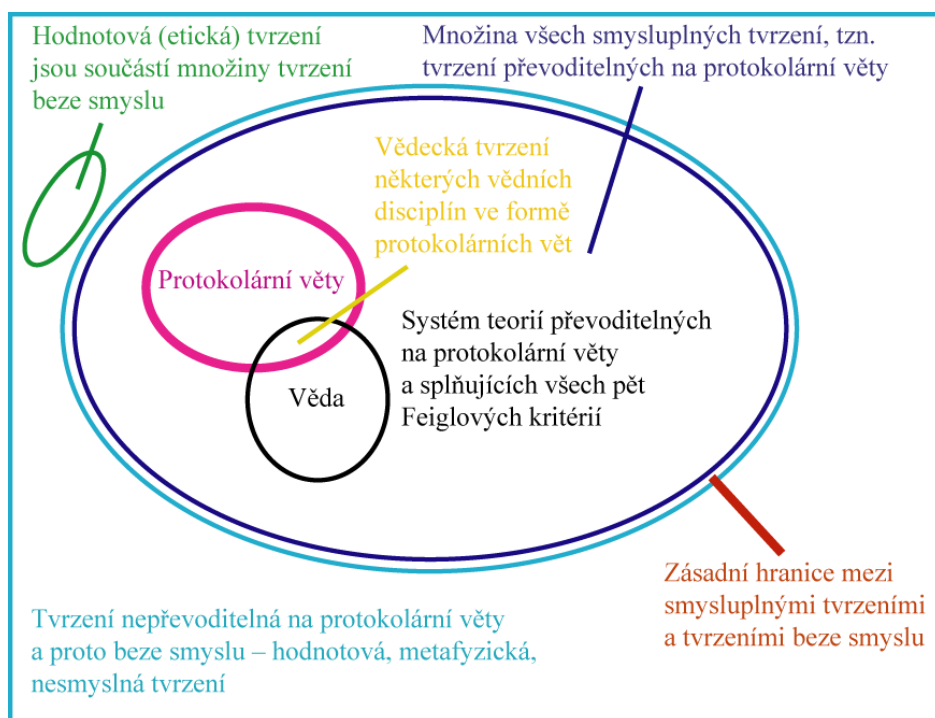 Hodnotová (etická) tvrzení
jsou součástí množiny tvrzení
beze smyslu
Množina všech smysluplných tvrzení, tzn.
tvrzení převoditelných na protokolární věty
Vědecká tvrzení
některých vědních
disciplín ve formě
protokolárních vět
Protokolární věty
Systém teorií převoditelných
na protokolární věty
a splňujících všech pět
Feiglových kritérií
Věda
Zásadní hranice mezi
smysluplnými tvrzeními
a tvrzeními beze smyslu
Tvrzení nepřevoditelná na protokolární věty
a proto beze smyslu – hodnotová, metafyzická,
nesmyslná tvrzení